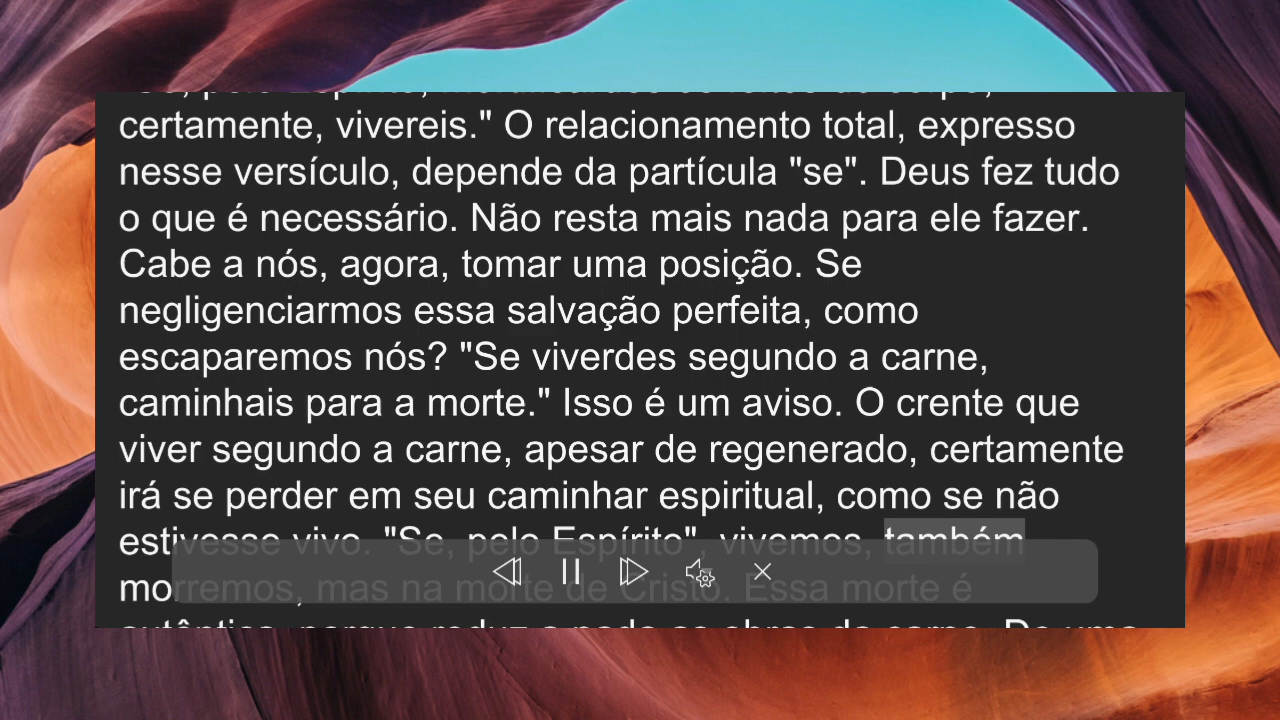 certamente, vivereis." O relacionamento total, expresso
nesse versículo, depende da partícula "se". Deus fez tudo
o que é necessário. Não resta mais nada para ele fazer.
Cabe a nós, agora, tomar uma posição. Se
negligenciarmos essa salvação perfeita, como
escaparemos nós? "Se viverdes segundo a carne,
caminhais para a morte." Isso é um aviso. O crente que
viver segundo a carne, apesar de regenerado, certamente
irá se perder em seu caminhar espiritual, como se não
estivesse vivo. "Se, pelo Espírito", vivemos, também
morremos, mas na morte de Cristo. Essa morte é